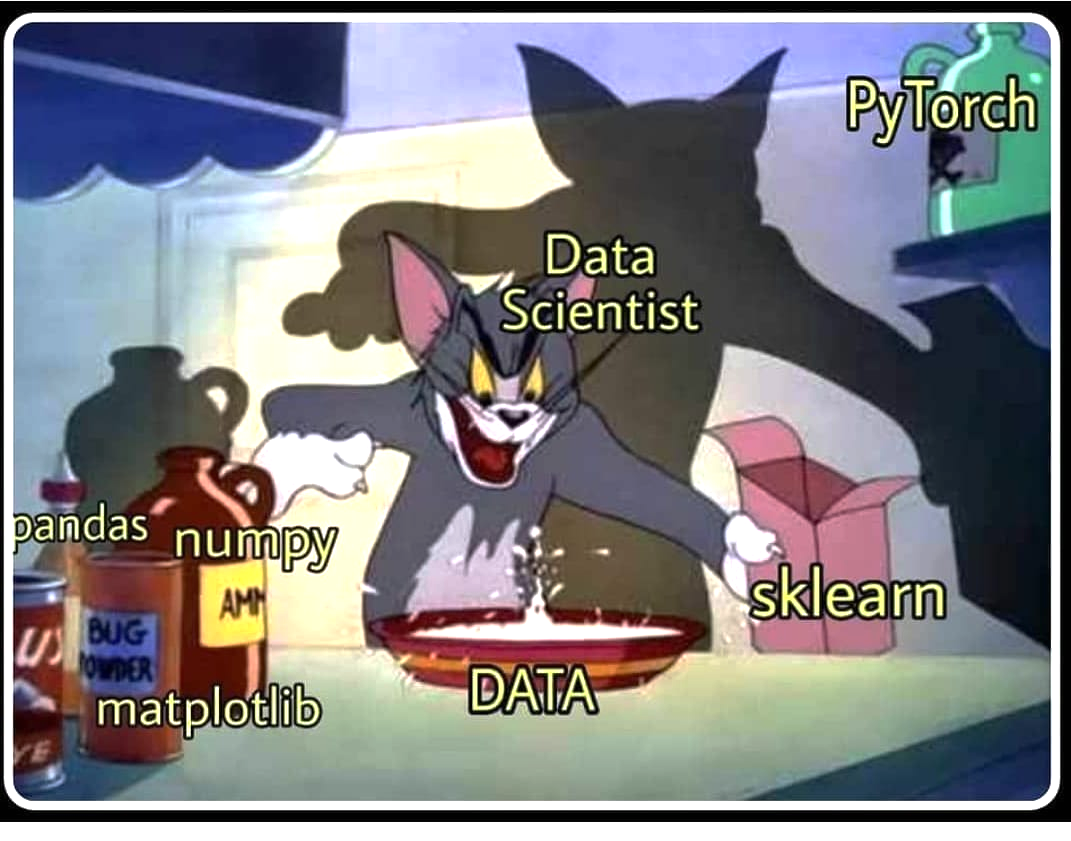 PyTorch
Data
Scientist
pandas
numpy
sklearn
AMM
BUG
POWDER
DATA
matplotlib